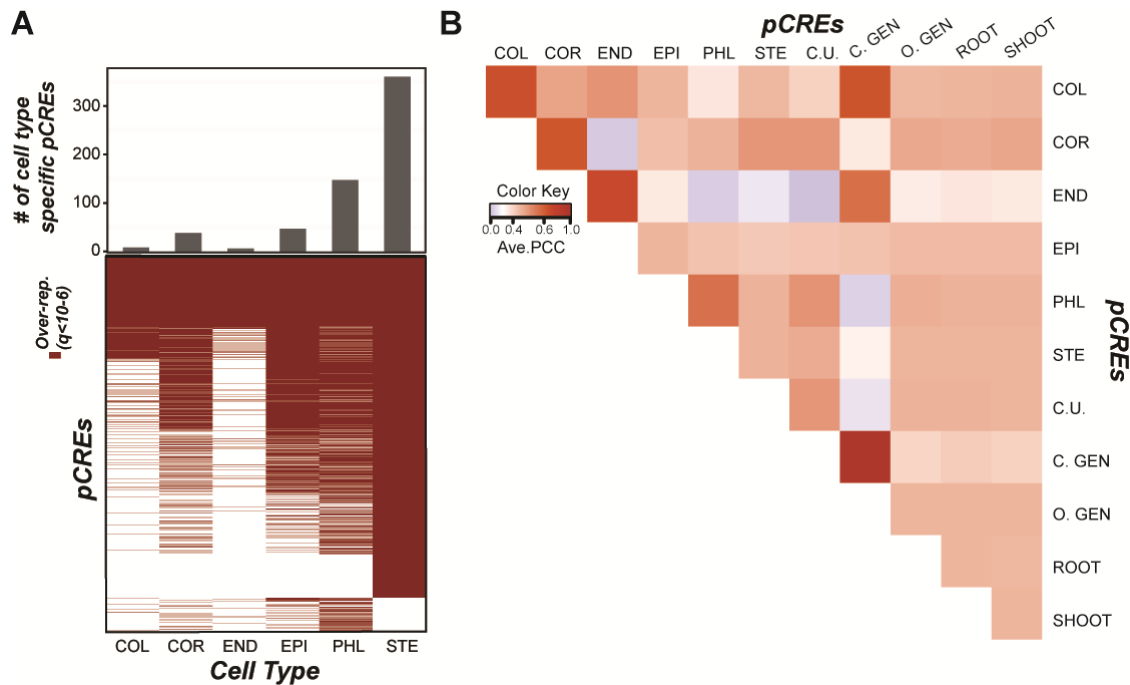 A
# of cell type
specific pCREs
300
200
100
0
Over-rep.
(q<10-6)
pCREs
COL COR END EPI PHL STE
Cell Type
B
pCREs
COL COR END EPI PHL STE C.U. C. GEN O. GEN ROOT SHOOT
COL
COR
END
EPI
PHL
STE
C.U.
C. GEN
O. GEN
ROOT
SHOOT
pCREs
Color Key
0.0 0.4 0.6 1.0
Ave.PCC